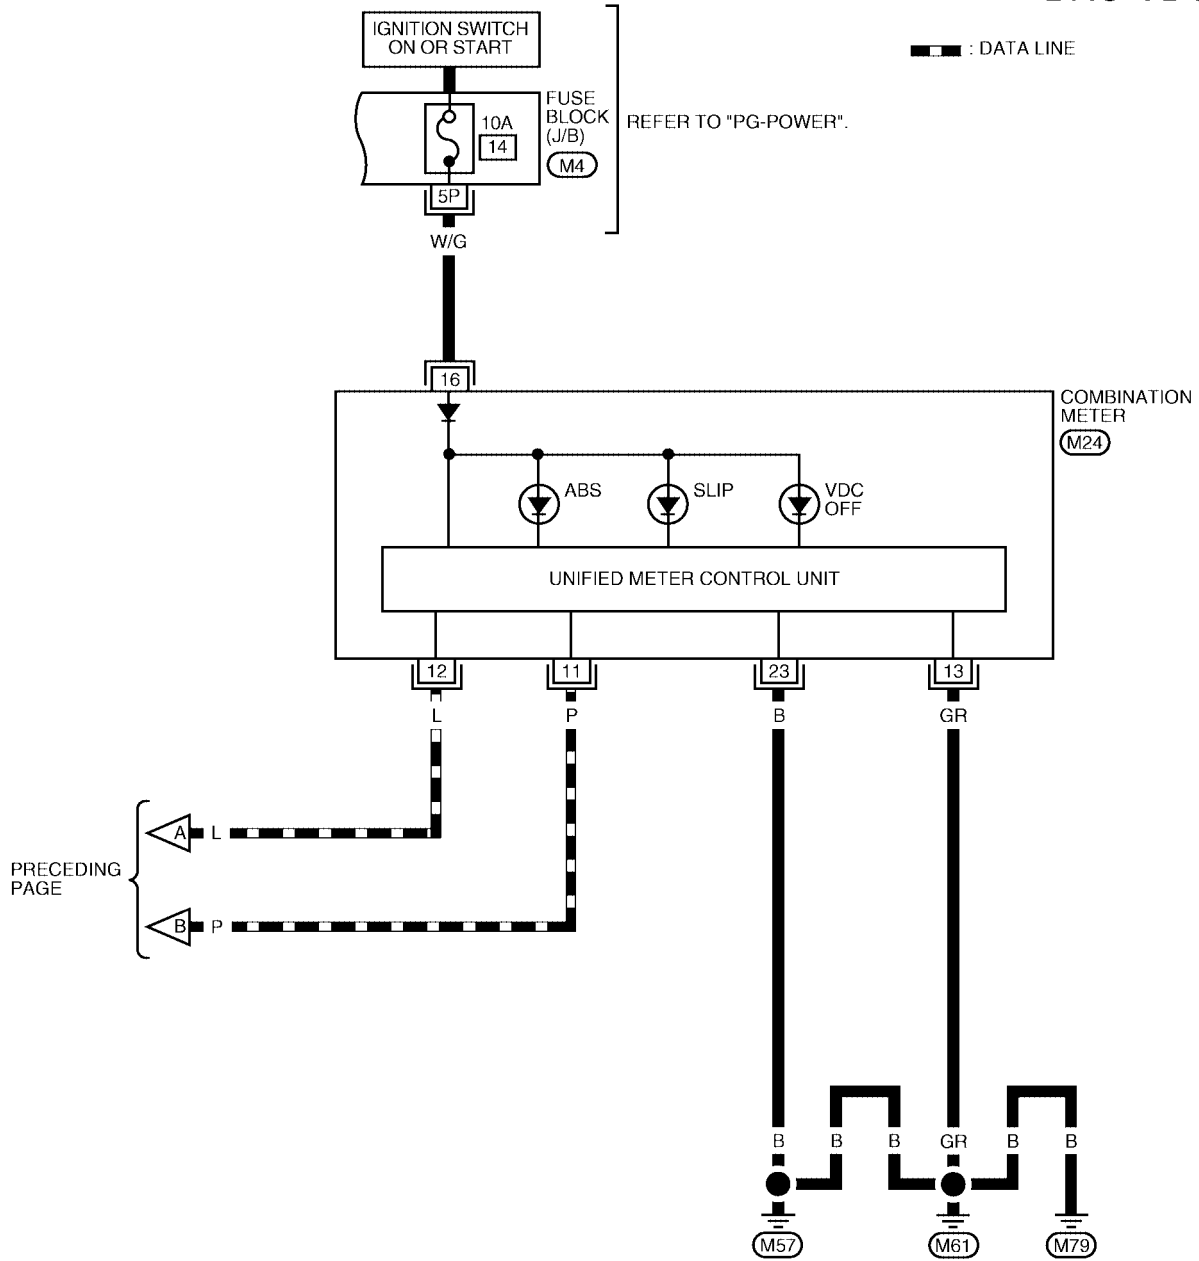 IGNITION SWITCH
ON OR START
: DATA LINE
FUSE
BLOCK
(J/B)
M4
10A
14
REFER TO "PG-POWER".
5P
W/G
16
COMBINATION
METER
M24
ABS
SLIP
VDC
OFF
UNIFIED METER CONTROL UNIT
12
11
23
13
L
P
B
GR
A
L
PRECEDING
PAGE
B
P
B
B
B
GR
B
B
M57
M61
M79